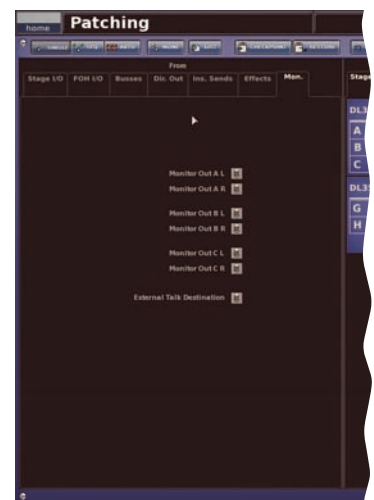 home Patching
From
Stage I/O FOH I/O Busses Dir. Out Ins. Sends Effects Mon. Stage
DL3
A
B
C
DL35
G
H
Monitor Out A L
Monitor Out A R
Monitor Out B L
Monitor Out B R
Monitor Out C L
Monitor Out C R
External Talk Destination